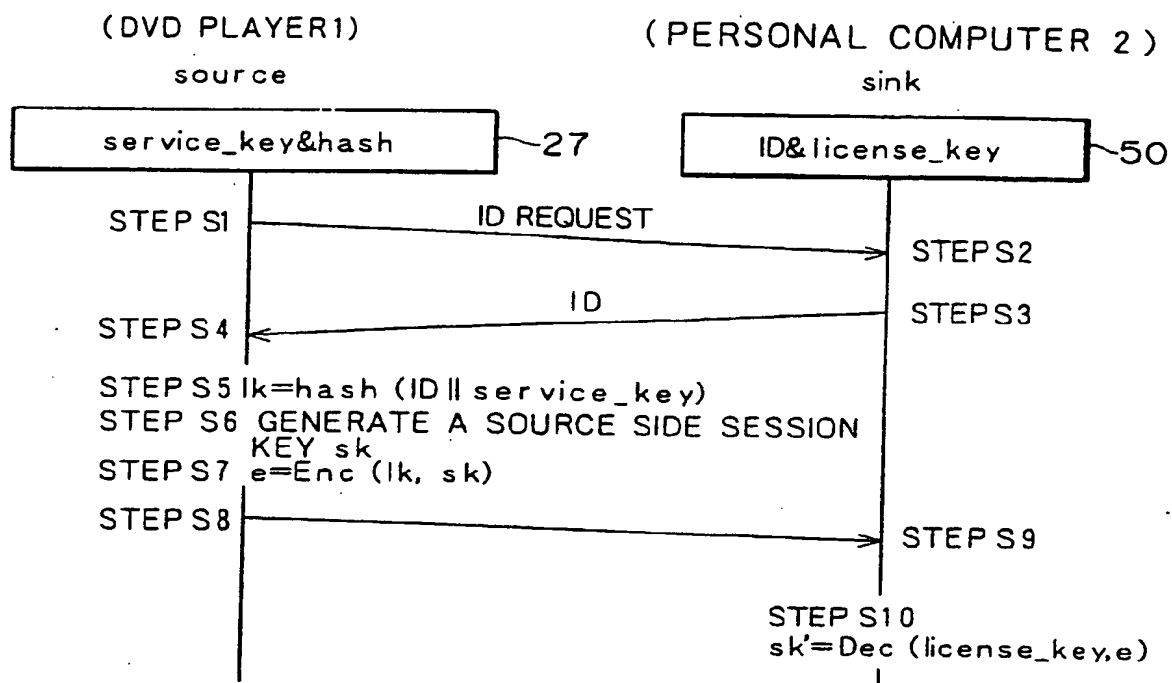 (DVD PLAYER1)
(PERSONAL COMPUTER 2)
source
sink
service_key&hash
27
ID&license_key
50
STEP S1
ID REQUEST
STEP S2
ID
STEP S3
STEP S4
STEP S5 lk=hash (ID || service_key)
STEP S6 GENERATE A SOURCE SIDE SESSION
KEY sk
STEP S7 e=Enc (lk, sk)
STEP S8
STEP S9
STEP S10
sk'=Dec (license_key,e)